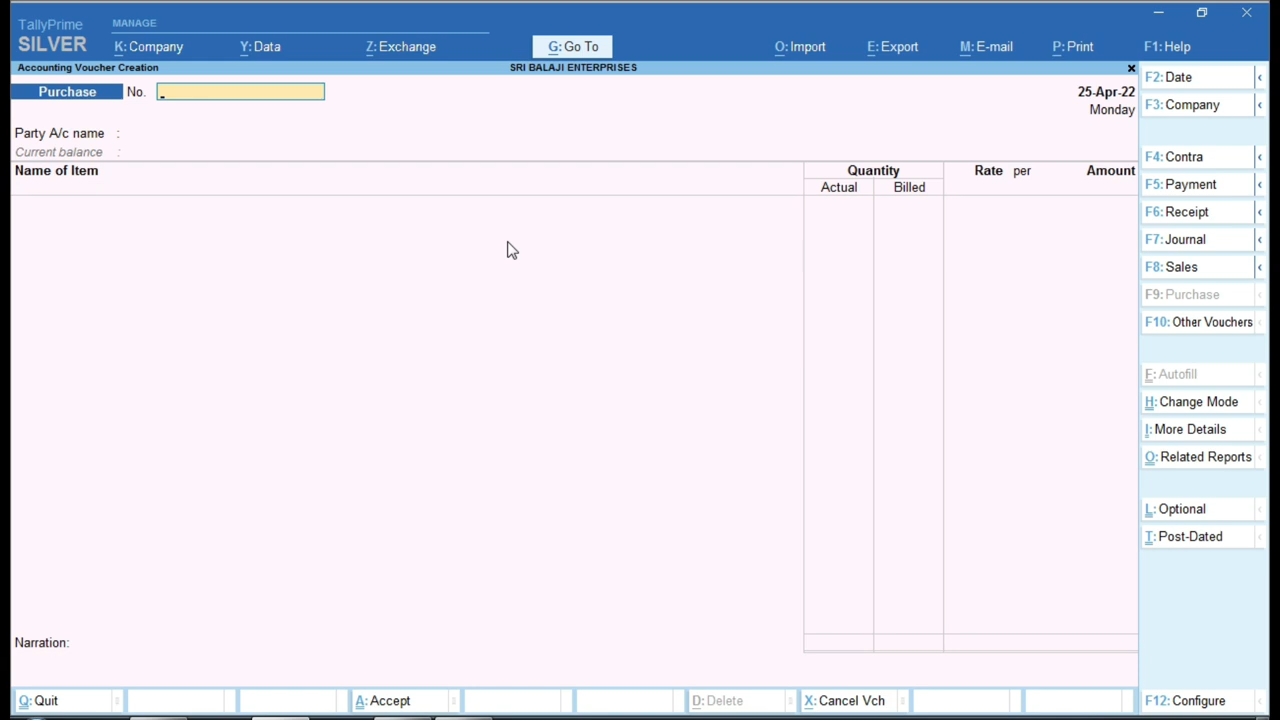 TallyPrime MANAGE
SILVER K: Company Y: Data Z: Exchange G: Go To O: Import E: Export M: E-mail P: Print F1: Help
Accounting Voucher Creation SRI BALAJI ENTERPRISES
Purchase No. 25-Apr-22
Monday
Party A/c name :
Current balance :
Name of Item Quantity Rate per Amount
Actual Billed
Narration:
F2: Date
F3: Company
F4: Contra
F5: Payment
F6: Receipt
F7: Journal
F8: Sales
F9: Purchase
F10: Other Vouchers
F: Autofill
H: Change Mode
I: More Details
O: Related Reports
L: Optional
T: Post-Dated
Q: Quit A: Accept D: Delete X: Cancel Vch F12: Configure